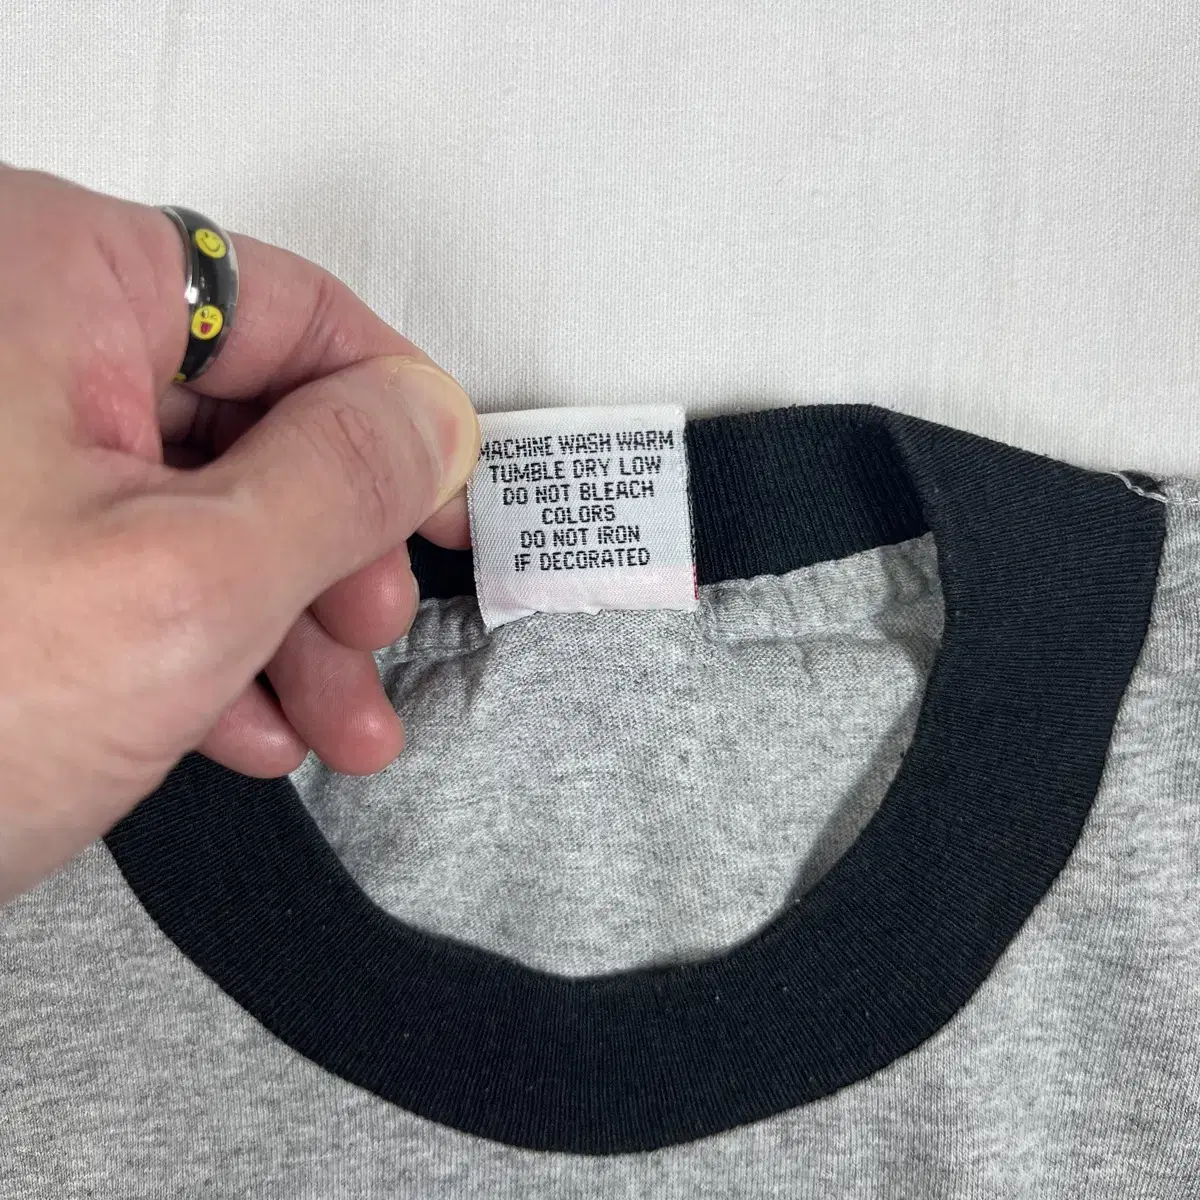 MACHINE WASH WARM
TUMBLE DRY LOW
DO NOT BLEACH
COLORS
DO NOT IRON
IF DECORATED